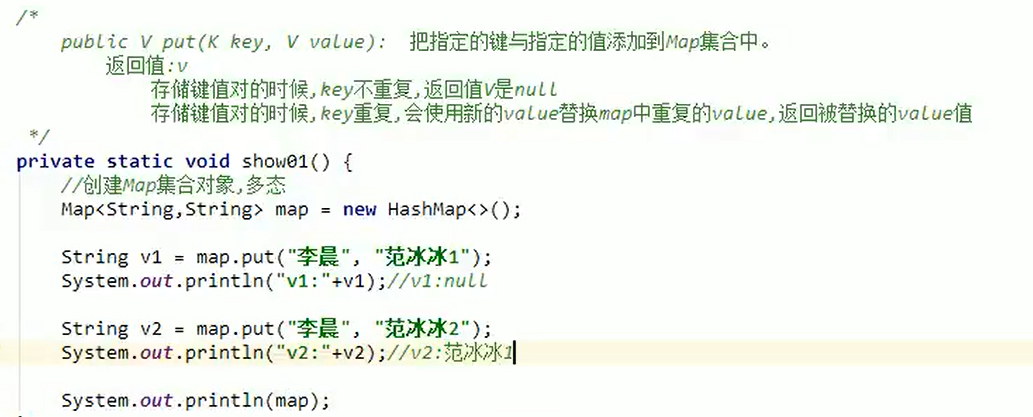 /*
public V put(K key, V value): 把指定的键与指定的值添加到Map集合中。
返回值:v
存储键值对的时候,key不重复,返回值V是null
存储键值对的时候,key重复,会使用新的value替换map中重复的value,返回被替换的value值
*/
private static void show01() {
//创建Map集合对象,多态
Map<String,String> map = new HashMap<>();
String v1 = map.put("李晨", "范冰冰1");
System.out.println("v1:"+v1);//v1:null
String v2 = map.put("李晨", "范冰冰2");
System.out.println("v2:"+v2);//v2:范冰冰1
System.out.println(map);